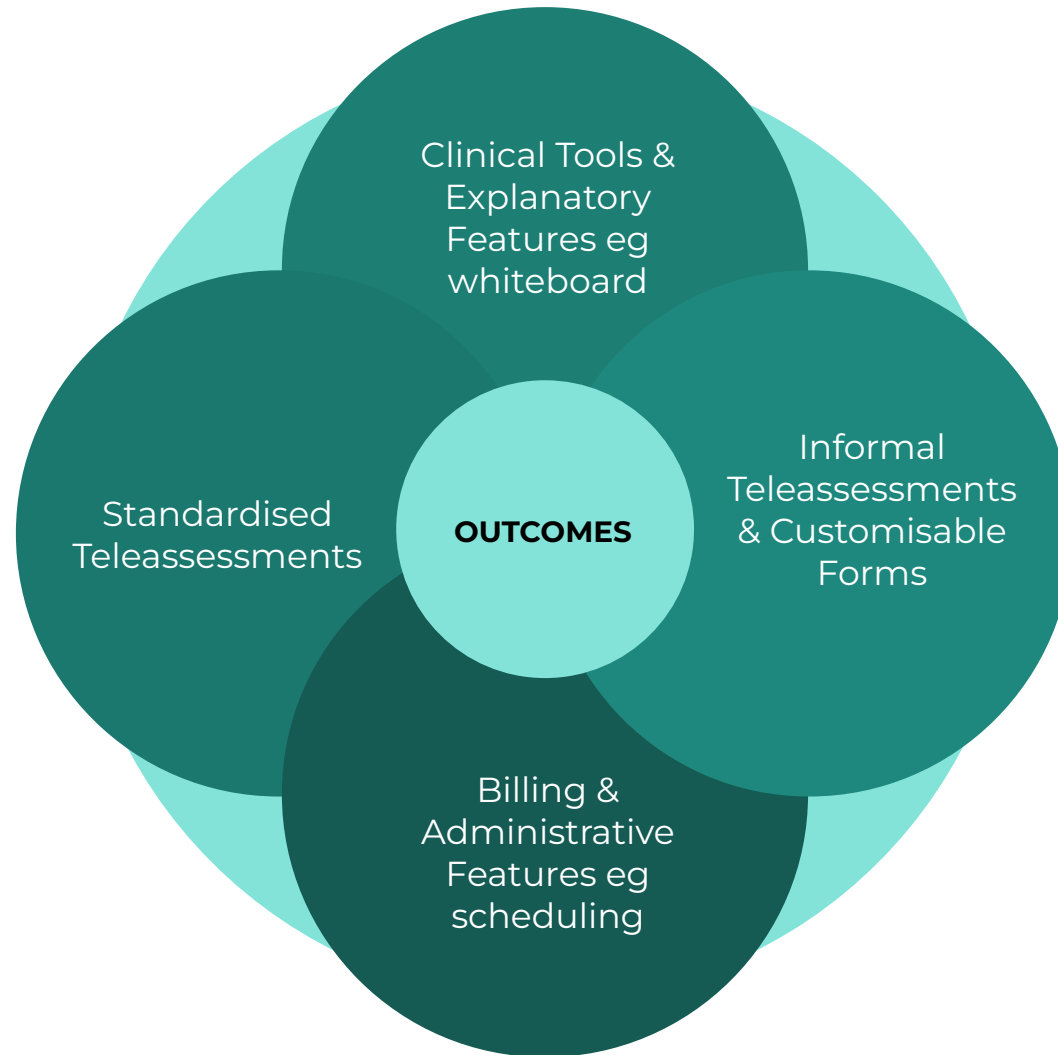 Clinical Tools &
Explanatory
Features eg
whiteboard
Standardised
Teleassessments
OUTCOMES
Informal
Teleassessments
& Customisable
Forms
Billing &
Administrative
Features eg
scheduling